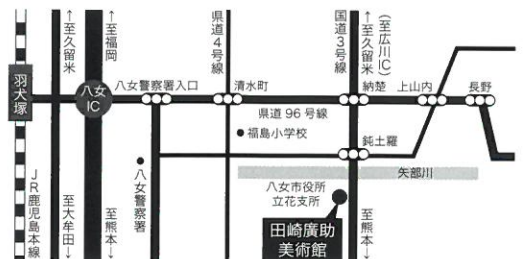 ↑至久留米
↑至福岡
県道4号線
国道3号線
↑至久留米
(至広川IC)
羽犬塚
八女
IC
八女警察署入口
清水町
納楚
上山内
長野
県道96号線
福島小学校
鈍土羅
矢部川
八女市役所
立花支所
八女警察署
JR鹿児島本線
至大牟田↓
至熊本↓
至熊本↓
田崎廣助
美術館